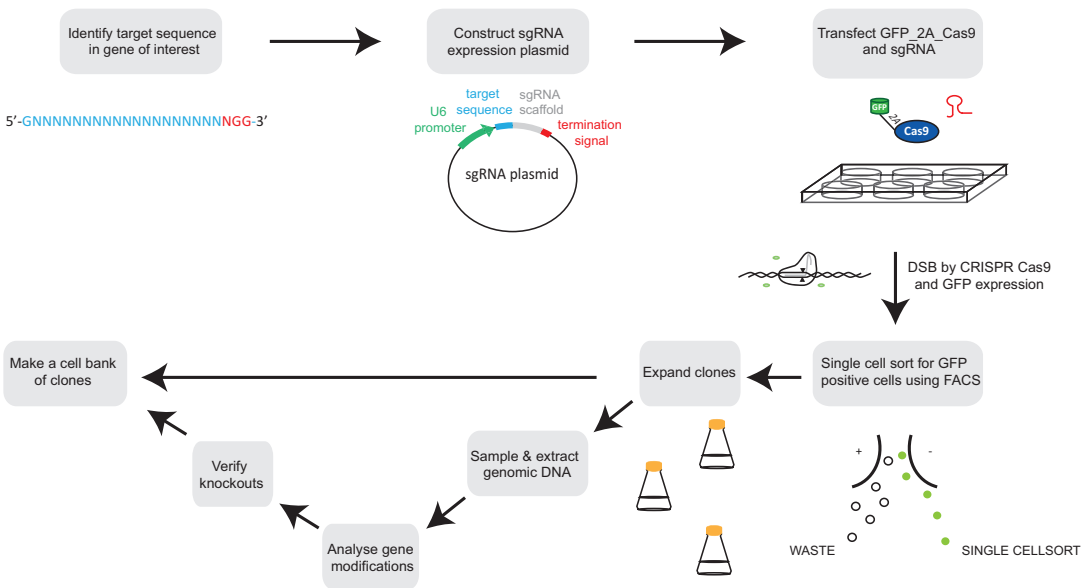 Identify target sequence
in gene of interest
Construct sgRNA
expression plasmid
Transfect GFP_2A_Cas9
and sgRNA
5'-GNNNNNNNNNNNNNNNNNNNNGG-3'
U6
promoter
target
sequence
sgRNA
scaffold
termination
signal
sgRNA plasmid
GFP
2A
Cas9
DSB by CRISPR Cas9
and GFP expression
Make a cell bank
of clones
Expand clones
Single cell sort for GFP
positive cells using FACS
Sample & extract
genomic DNA
Verify
knockouts
Analyse gene
modifications
+
-
WASTE
SINGLE CELLSORT